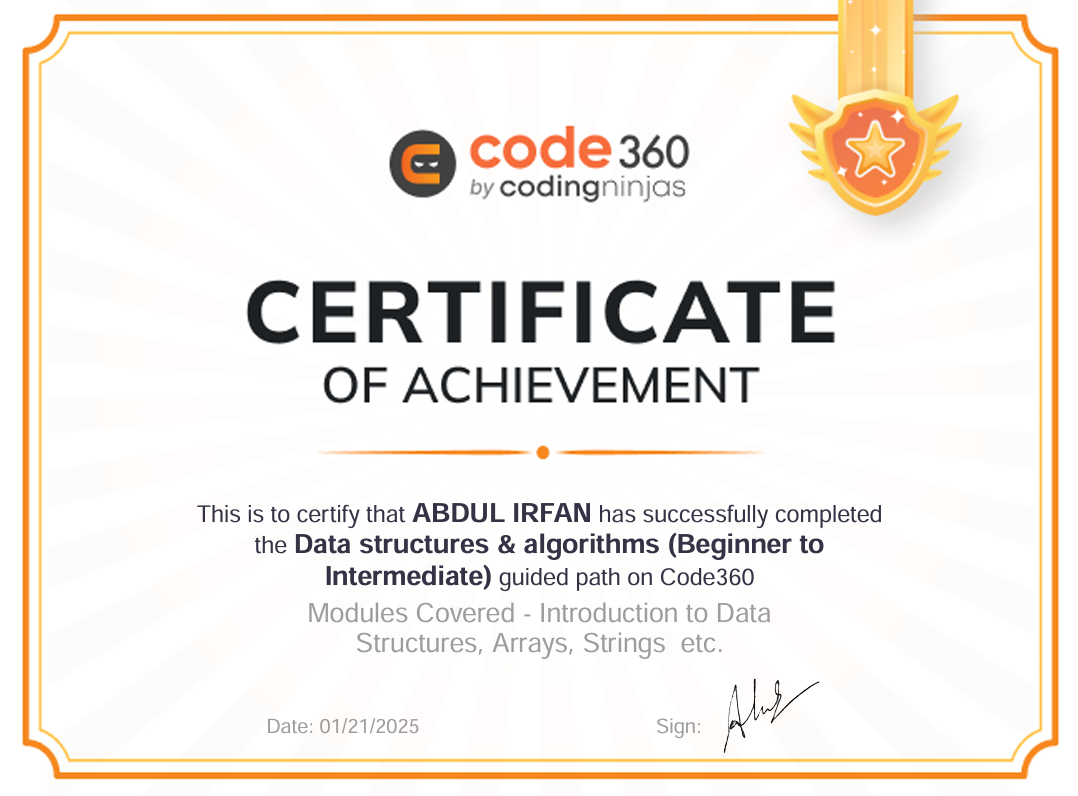 code 360
by codingninjas
CERTIFICATE
OF ACHIEVEMENT
This is to certify that ABDUL IRFAN has successfully completed
the Data structures & algorithms (Beginner to
Intermediate) guided path on Code360
Modules Covered - Introduction to Data
Structures, Arrays, Strings  etc.
Date: 01/21/2025
Sign: